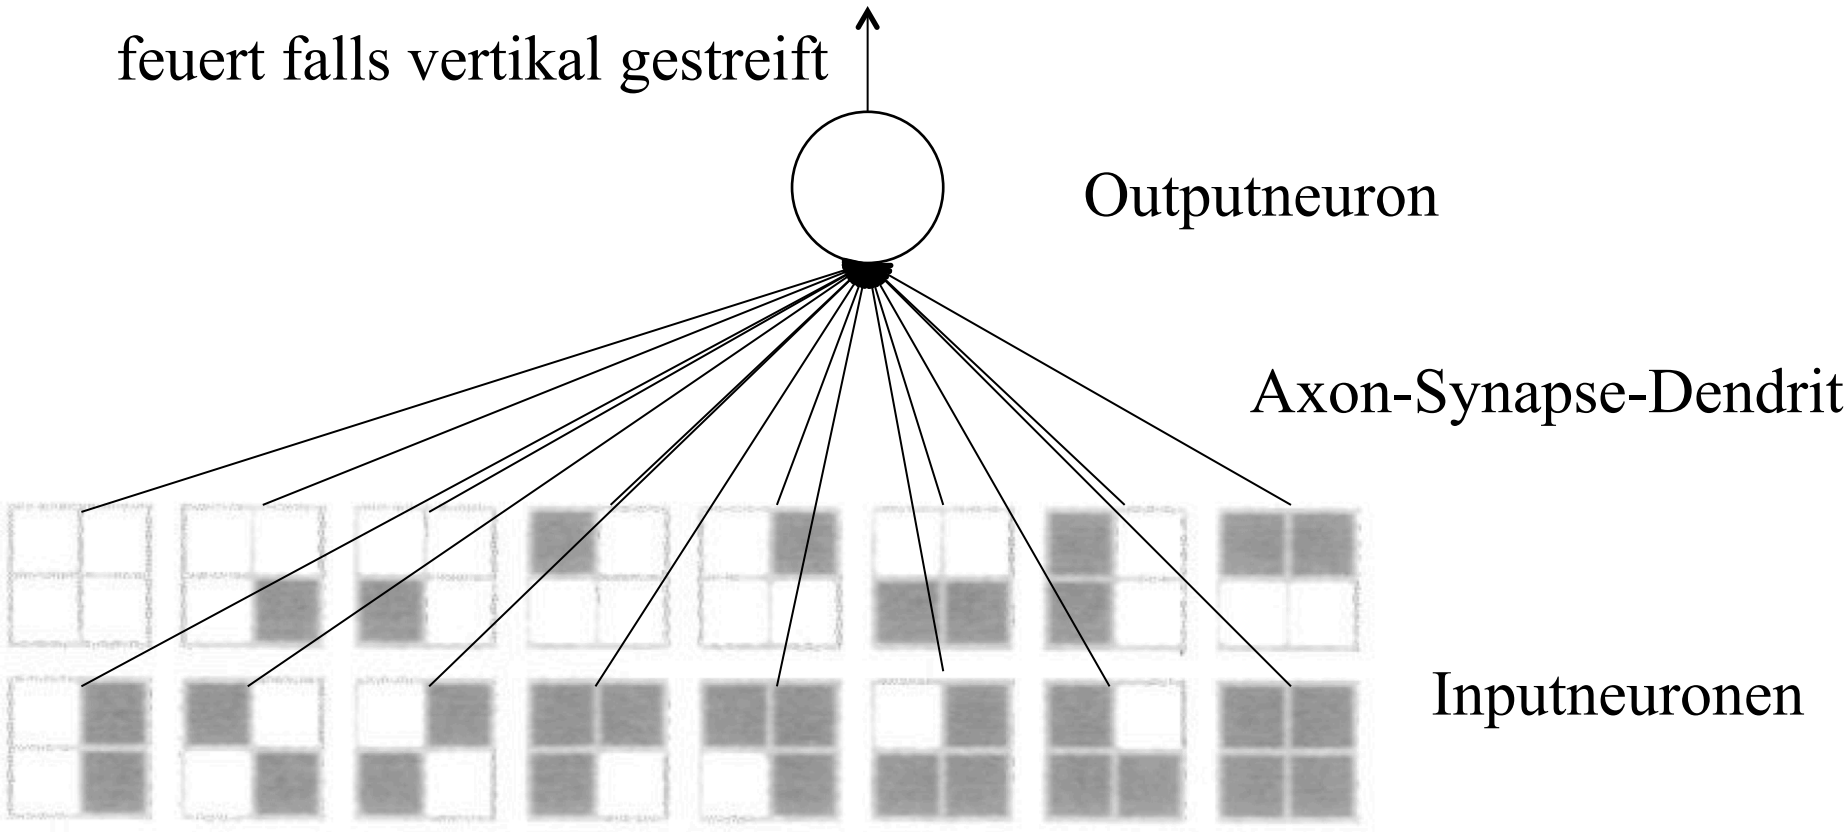 feuert falls vertikal gestreift
Outputneuron
Axon-Synapse-Dendrit
Inputneuronen